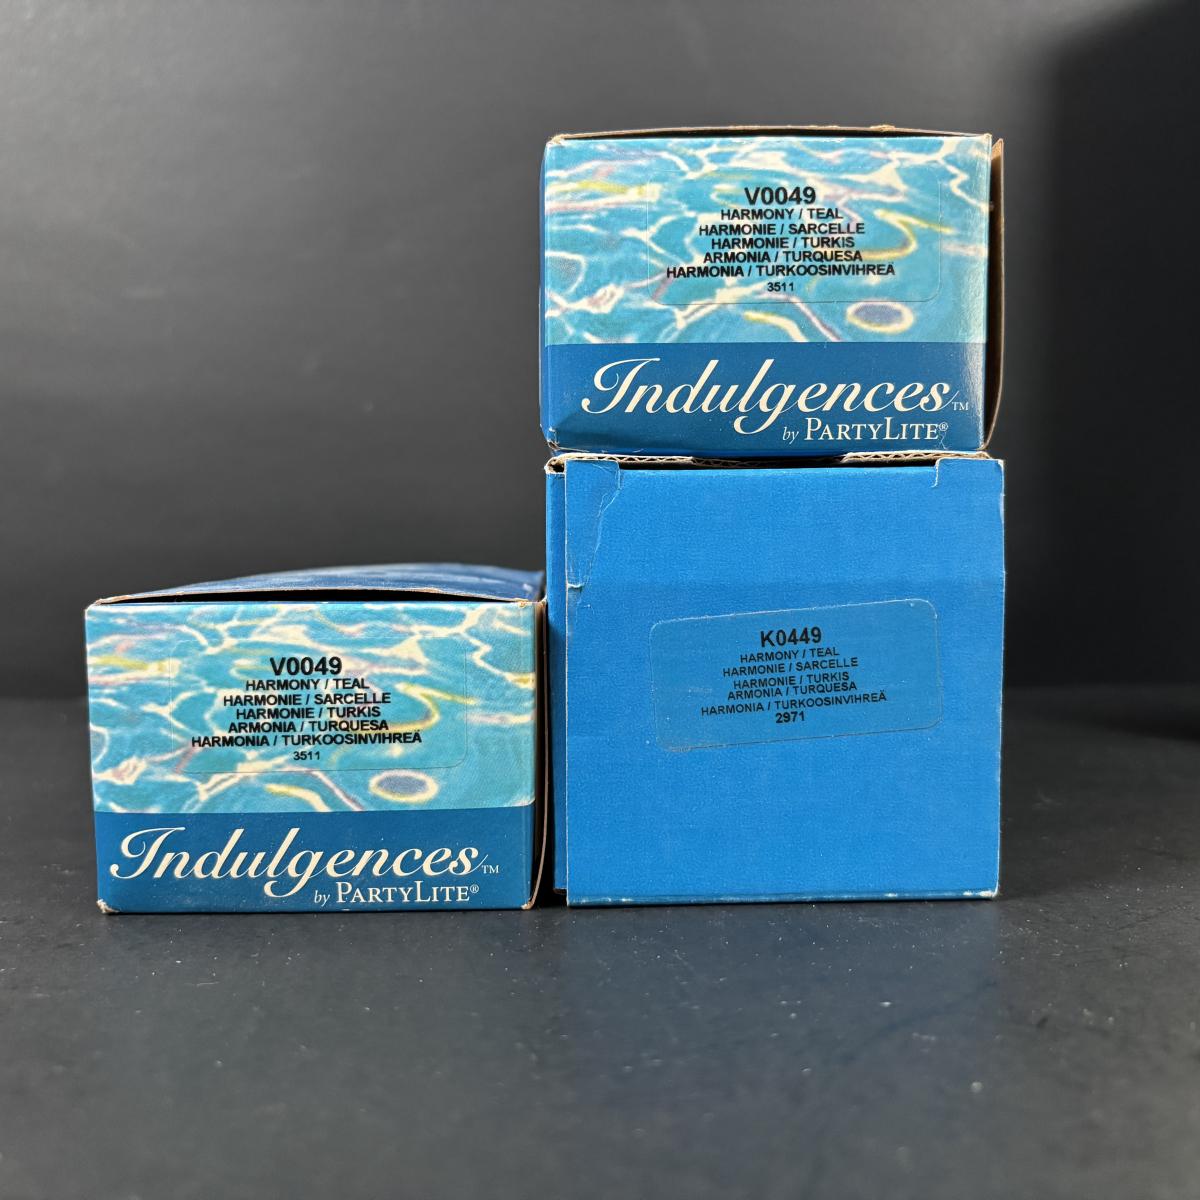 V0049
HARMONY / TEAL
HARMONIE / SARCELLE
HARMONIE / TURKIS
ARMONIA / TURQUESA
HARMONIA / TURKOOSINVIHREÄ
3511
Indulgences™
by PARTYLITE®
V0049
HARMONY / TEAL
HARMONIE / SARCELLE
HARMONIE / TURKIS
ARMONIA / TURQUESA
HARMONIA / TURKOOSINVIHREÄ
3511
Indulgences™
by PARTYLITE®
K0449
HARMONY / TEAL
HARMONIE / SARCELLE
HARMONIE / TURKIS
ARMONIA / TURQUESA
HARMONIA / TURKOOSINVIHREÄ
2971